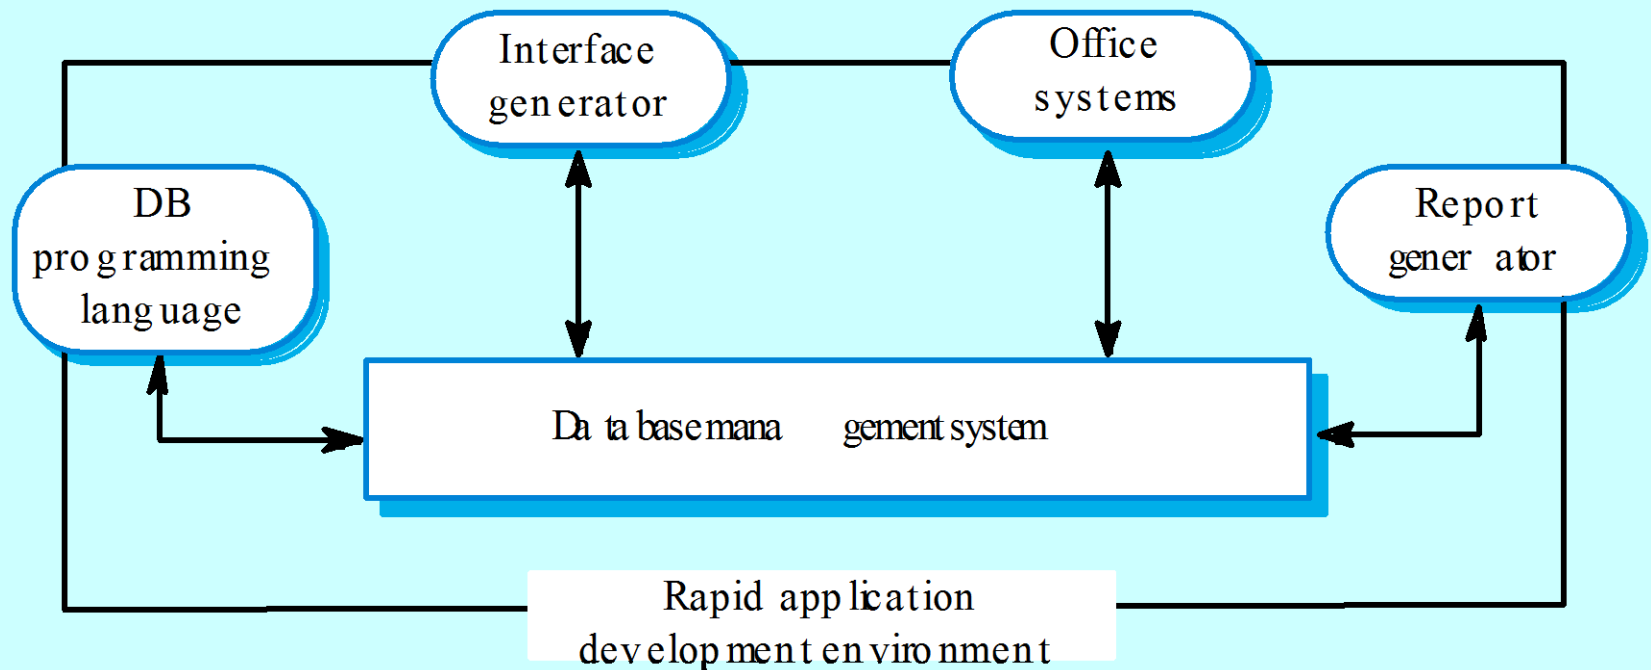 Interface
generator
Office
systems
DB
programming
language
Report
generator
Database management system
Rapid application
development environment